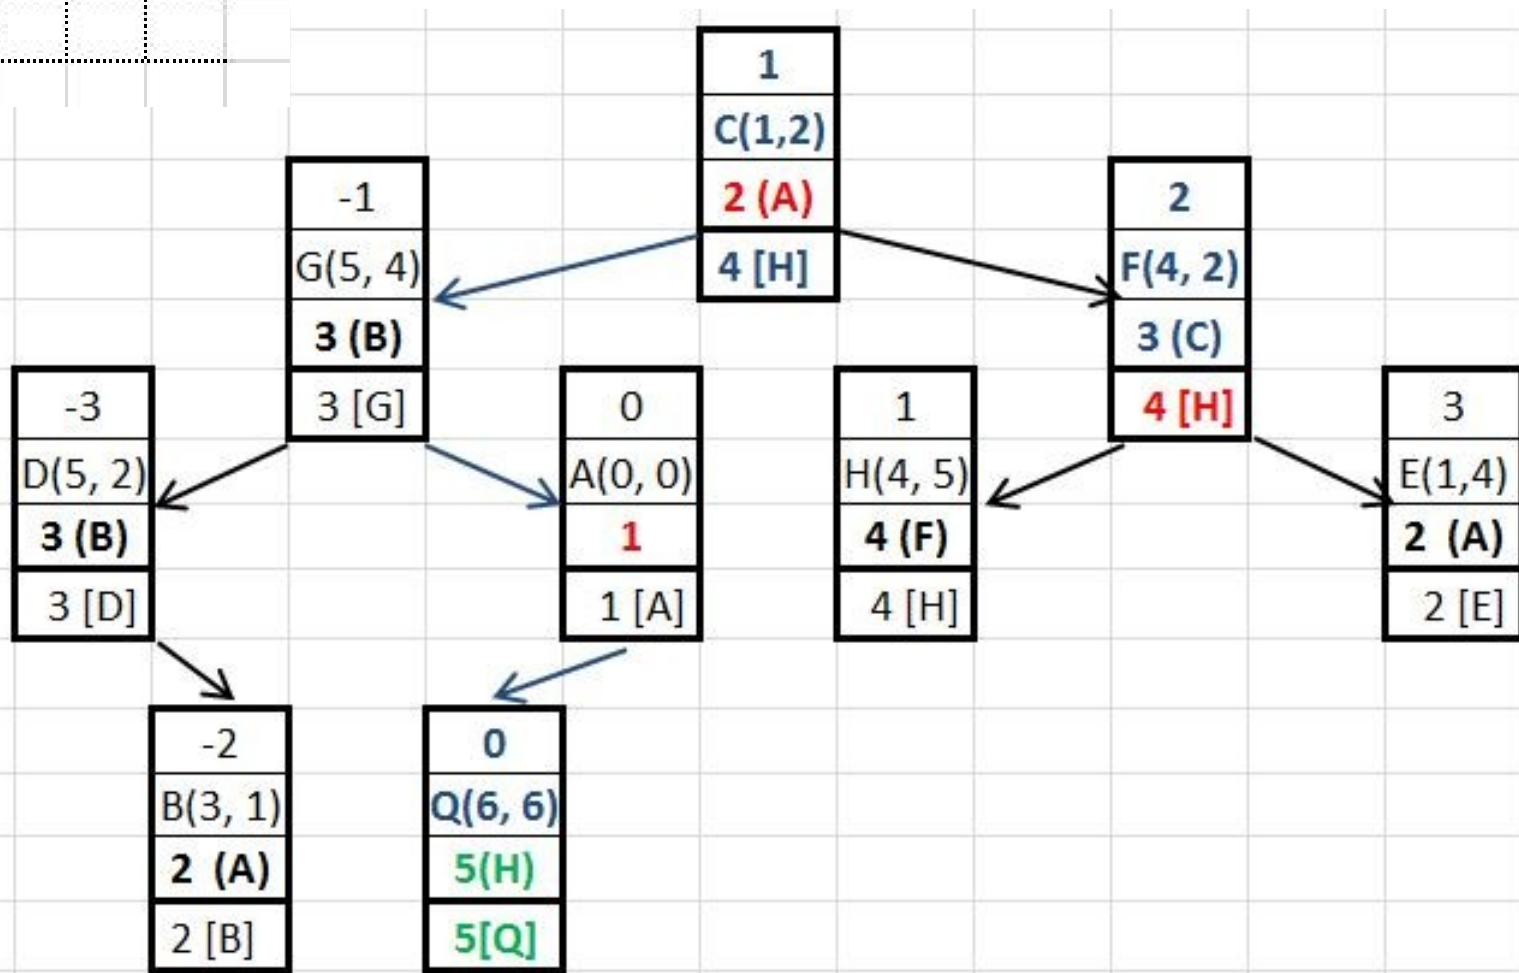 1
C(1,2)
2 (A)
4 [H]
-1
G(5, 4)
3 (B)
3 [G]
2
F(4, 2)
3 (C)
4 [H]
-3
D(5, 2)
3 (B)
3 [D]
0
A(0, 0)
1
1 [A]
1
H(4, 5)
4 (F)
4 [H]
3
E(1,4)
2 (A)
2 [E]
-2
B(3, 1)
2 (A)
2 [B]
0
Q(6, 6)
5(H)
5[Q]